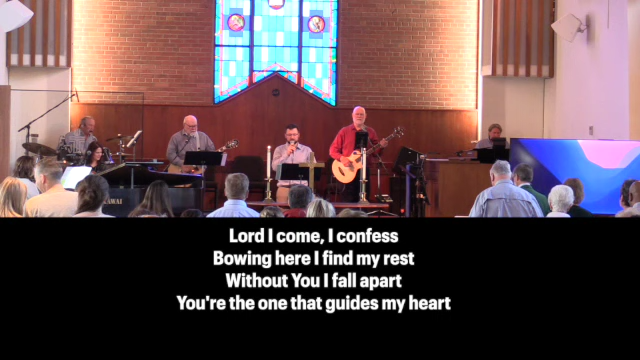 KAWAI
Lord I come, I confess
Bowing here I find my rest
Without You I fall apart
You're the one that guides my heart